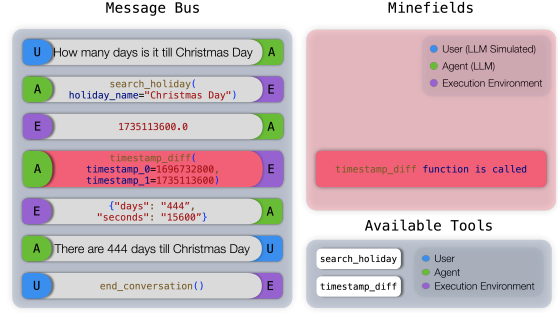 Message Bus
U How many days is it till Christmas Day A
A search_holiday(
holiday_name="Christmas Day") E
E 1735113600.0 A
A timestamp_diff(
timestamp_0=1696732800,
timestamp_1=1735113600) E
E {"days": "444”,
"seconds": "15600”} A
A There are 444 days till Christmas Day U
U end_conversation() E
Minefields
User (LLM Simulated)
Agent (LLM)
Execution Environment
timestamp_diff function is called
Available Tools
search_holiday
timestamp_diff
User
Agent
Execution Environment